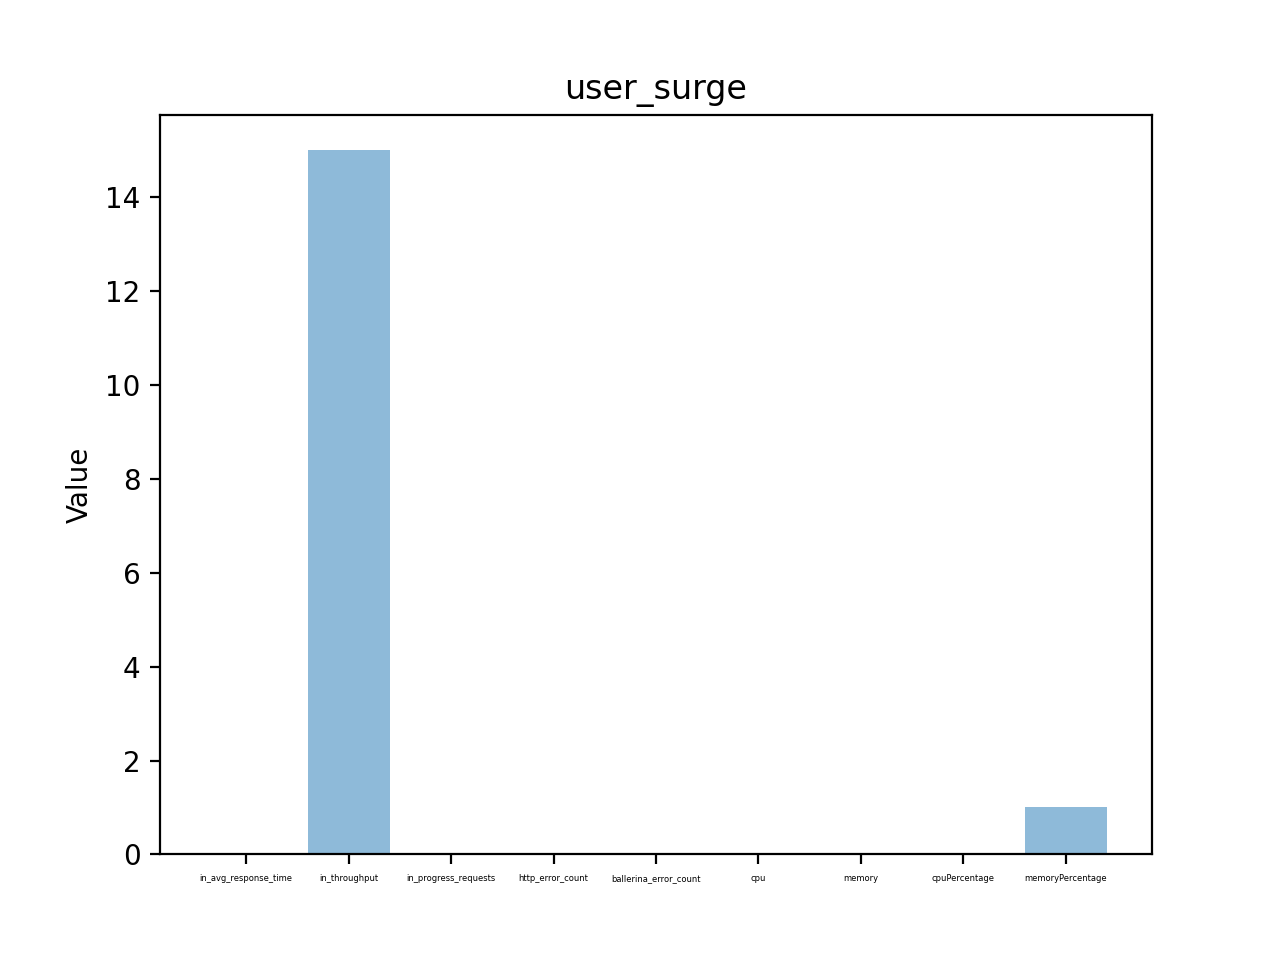 user_surge
Value
14
12
10
8
6
4
2
0
in_avg_response_time in_throughput in_progress_requests http_error_count ballerina_error_count cpu memory cpuPercentage memoryPercentage